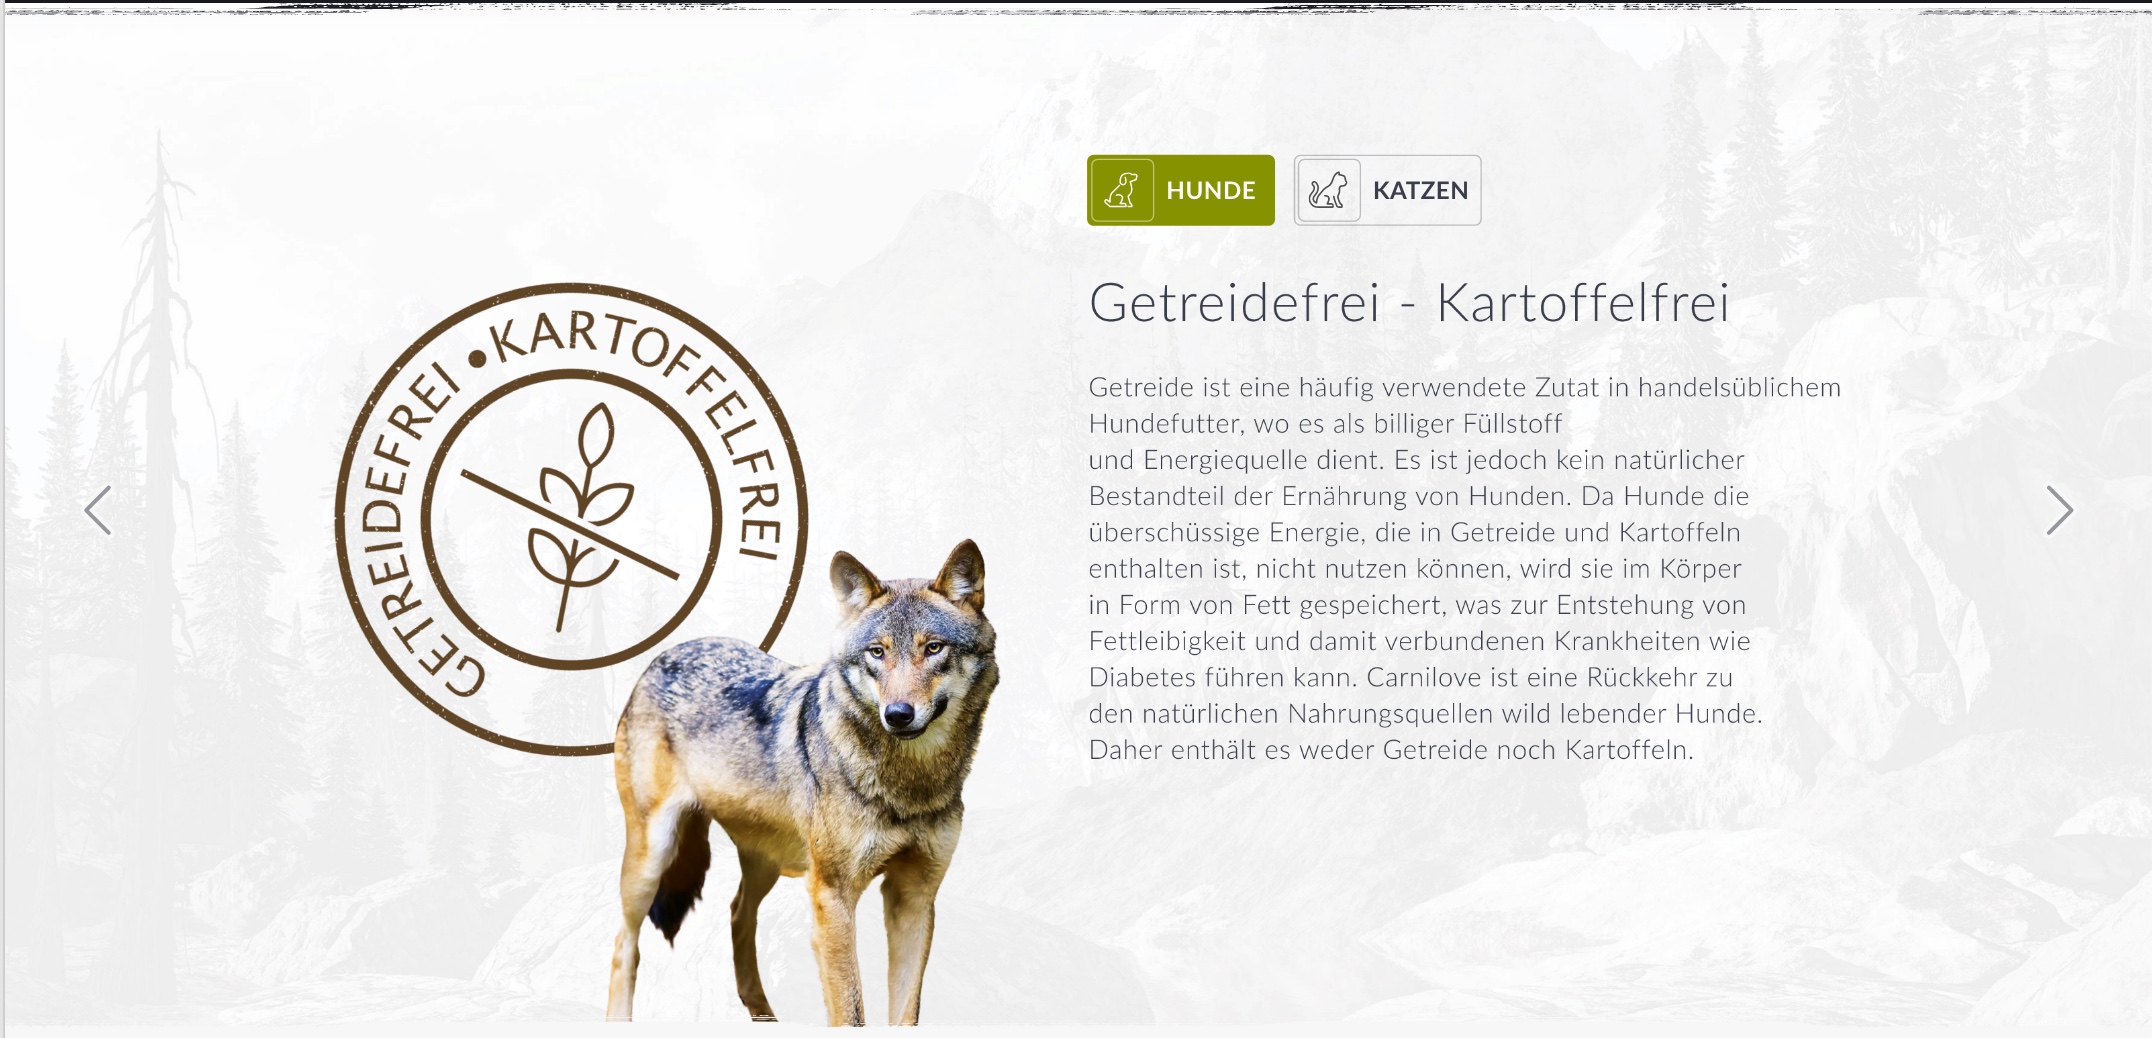 GETREIDEFREI • KARTOFFELFREI
HUNDE
KATZEN
Getreidefrei - Kartoffelfrei
Getreide ist eine häufig verwendete Zutat in handelsüblichem
Hundefutter, wo es als billiger Füllstoff
und Energiequelle dient. Es ist jedoch kein natürlicher
Bestandteil der Ernährung von Hunden. Da Hunde die
überschüssige Energie, die in Getreide und Kartoffeln
enthalten ist, nicht nutzen können, wird sie im Körper
in Form von Fett gespeichert, was zur Entstehung von
Fettleibigkeit und damit verbundenen Krankheiten wie
Diabetes führen kann. Carnilove ist eine Rückkehr zu
den natürlichen Nahrungsquellen wild lebender Hunde.
Daher enthält es weder Getreide noch Kartoffeln.